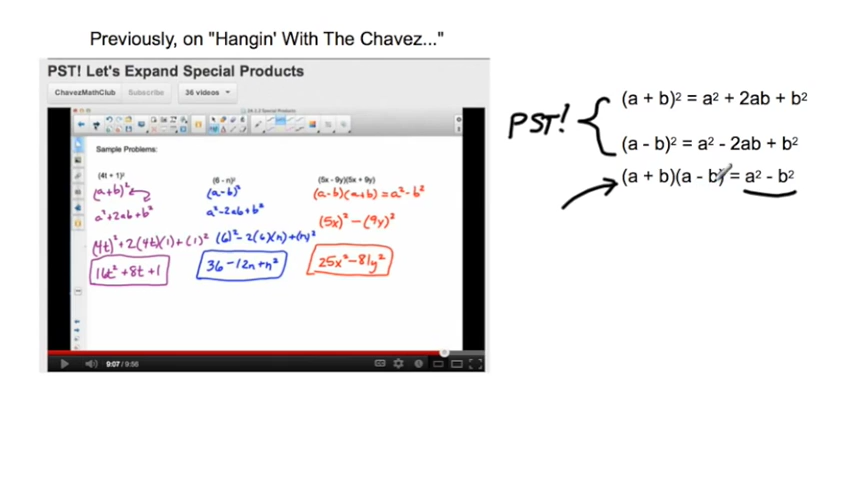 Previously, on "Hangin' With The Chavez..."
PST! Let's Expand Special Products
ChavezMathClub Subscribe 36 videos
Sample Problems:
(4t + 1)²
(a+b)²
a²+2ab+b²
(4t)²+2(4t)(1)+(1)²
16t²+8t+1
(6 - n)²
(a-b)²
a²-2ab+b²
(6)²-2(6)(n)+(n)²
36-12n+n²
(5x - 9y)(5x + 9y)
(a-b)(a+b)=a²-b²
(5x)²-(9y)²
25x²-81y²
9:07 / 9:56
PST!
(a + b)² = a² + 2ab + b²
(a - b)² = a² - 2ab + b²
(a + b)(a - b) = a² - b²